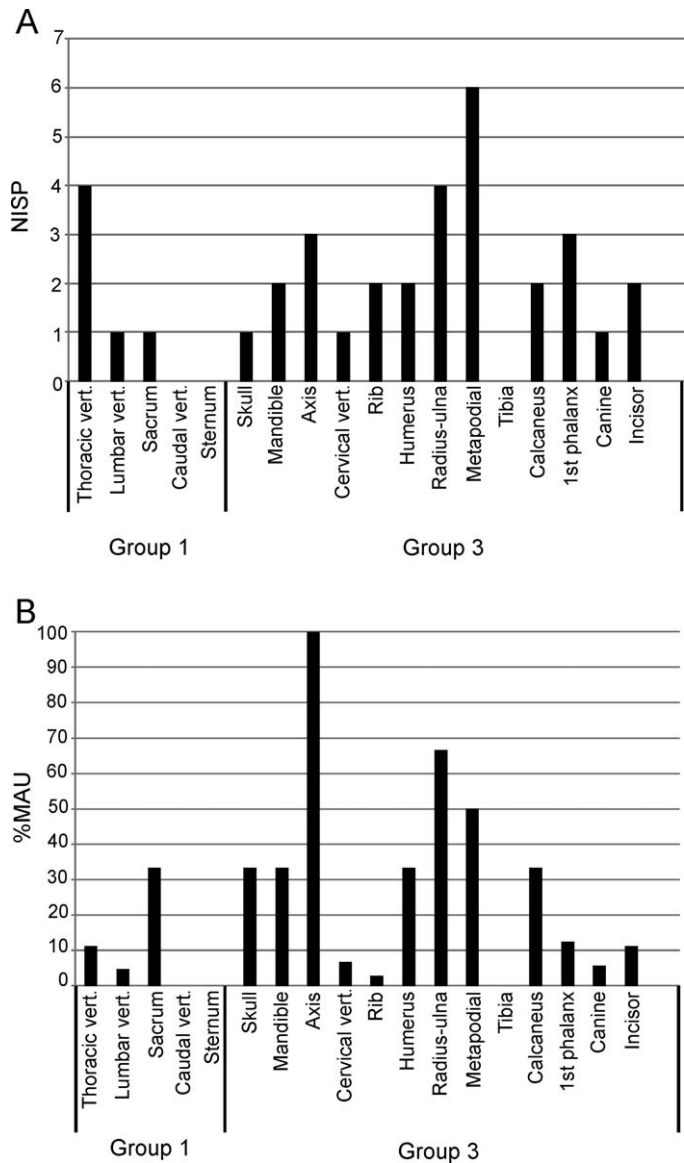 A
7
6
5
4
3
2
1
0
NISP
Thoracic vert.
Lumbar vert.
Sacrum
Caudal vert.
Sternum
Skull
Mandible
Axis
Cervical vert.
Rib
Humerus
Radius-ulna
Metapodial
Tibia
Calcaneus
1st phalanx
Canine
Incisor
Group 1
Group 3
B
100
90
80
70
60
50
40
30
20
10
0
%MAU
Thoracic vert.
Lumbar vert.
Sacrum
Caudal vert.
Sternum
Skull
Mandible
Axis
Cervical vert.
Rib
Humerus
Radius-ulna
Metapodial
Tibia
Calcaneus
1st phalanx
Canine
Incisor
Group 1
Group 3